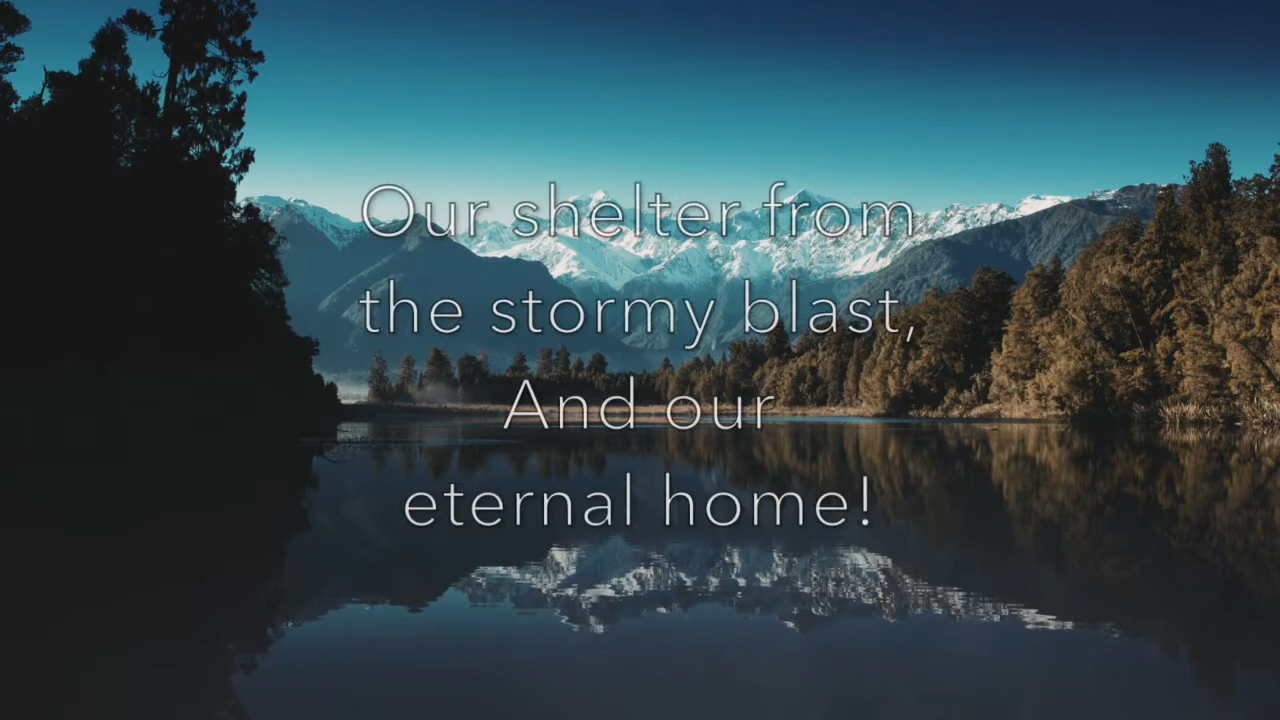 Our shelter from
the stormy blast,
And our
eternal home!